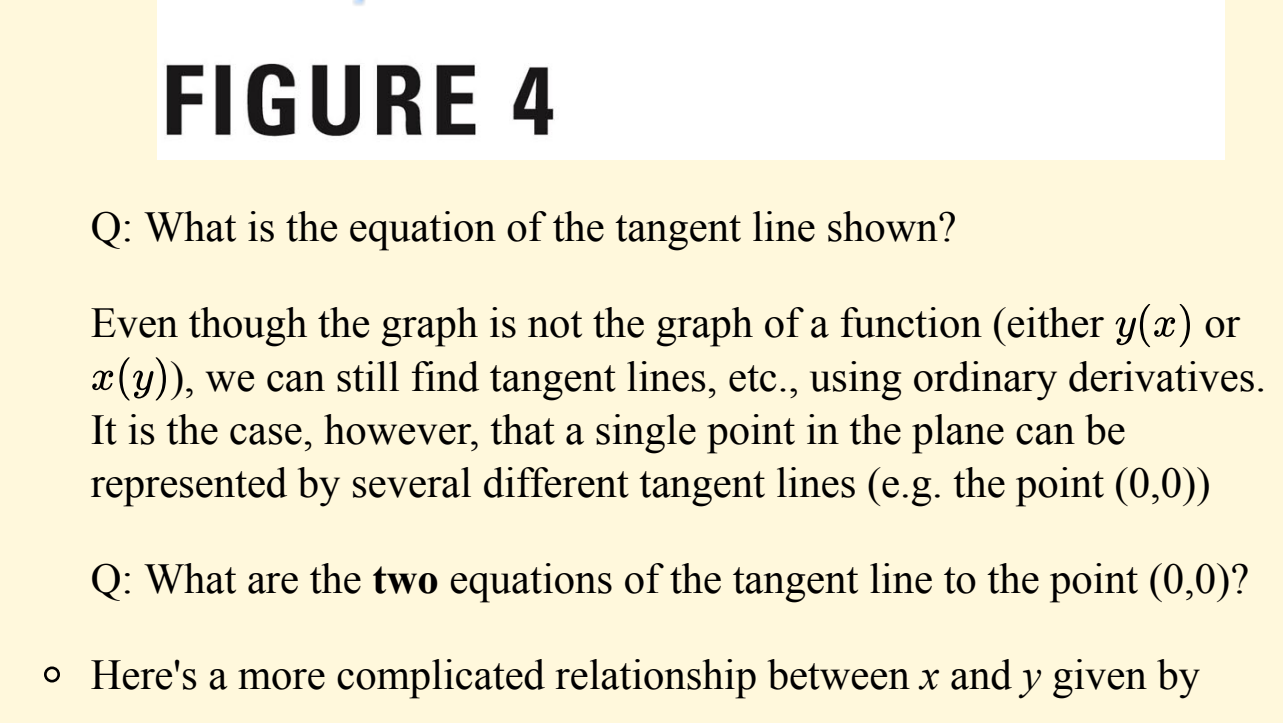 FIGURE 4
Q: What is the equation of the tangent line shown?
Even though the graph is not the graph of a function (either y(x) or
x(y)), we can still find tangent lines, etc., using ordinary derivatives.
It is the case, however, that a single point in the plane can be
represented by several different tangent lines (e.g. the point (0,0))
Q: What are the two equations of the tangent line to the point (0,0)?
Here's a more complicated relationship between x and y given by